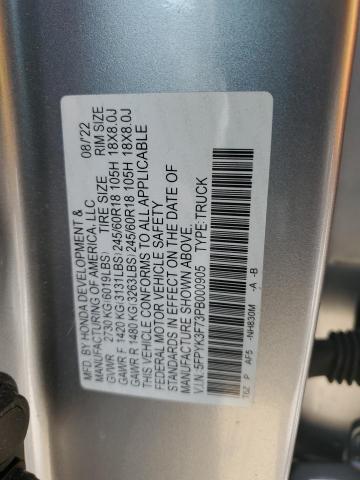 MFD. BY HONDA DEVELOPMENT & 08/22
MANUFACTURING OF AMERICA, LLC
TIRE SIZE RIM SIZE
GVWR 2730 KG(6019LBS)
GAWR F 1420 KG(3131LBS) 245/60R18 105H 18X8.0J
GAWR R 1480 KG(3263LBS) 245/60R18 105H 18X8.0J
THIS VEHICLE CONFORMS TO ALL APPLICABLE
FEDERAL MOTOR VEHICLE SAFETY
STANDARDS IN EFFECT ON THE DATE OF
MANUFACTURE SHOWN ABOVE.
V.I.N: 5FPYK3F73PB000905 TYPE:TRUCK
TGZ P AF5 -NH830M -A -B